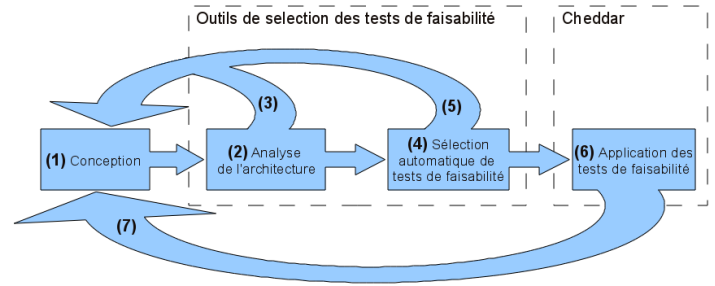 Outils de selection des tests de faisabilité
Cheddar
(3)
(5)
(1) Conception
(2) Analyse
de l'architecture
(4) Sélection
automatique de
tests de faisabilité
(6) Application des
tests de faisabilité
(7)